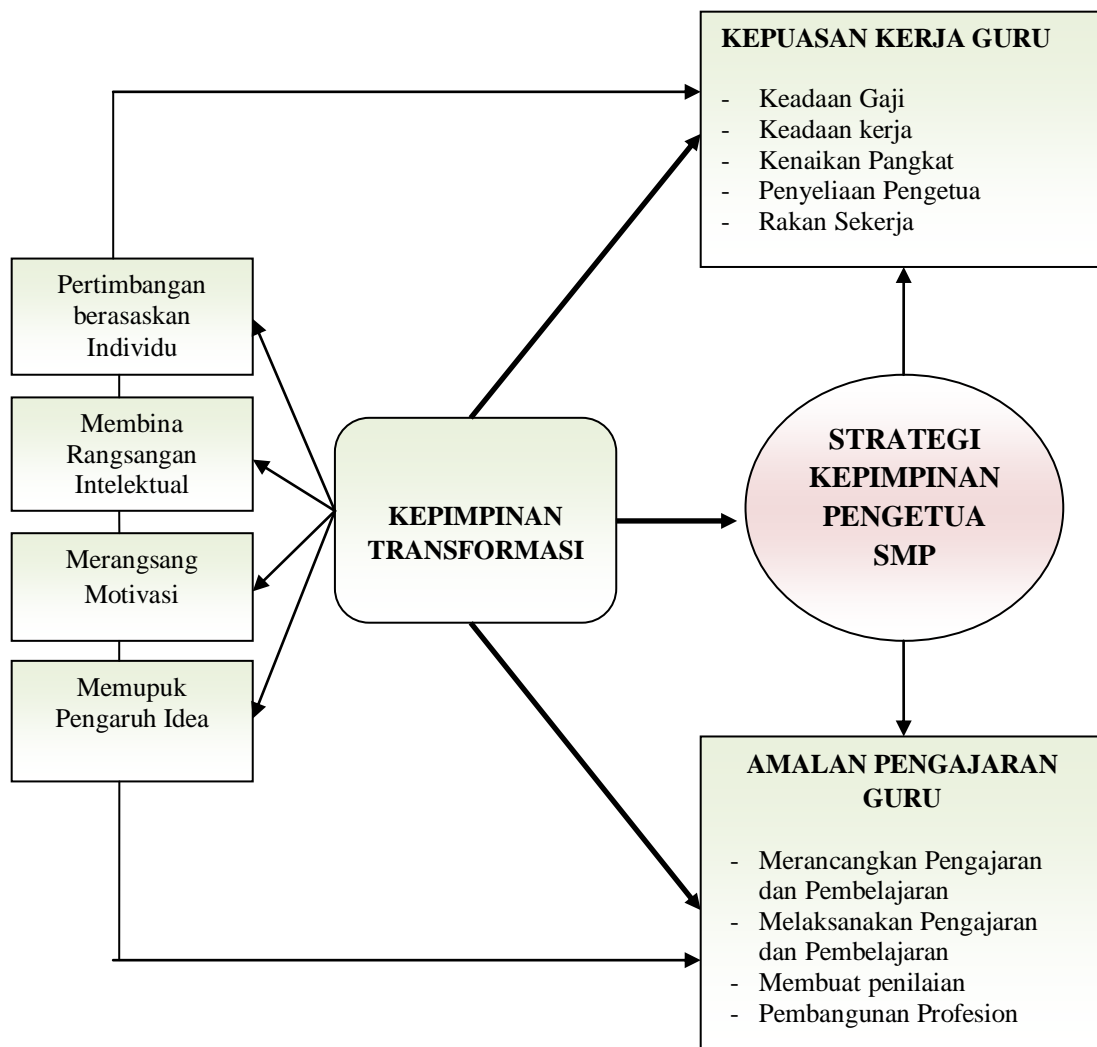 KEPUASAN KERJA GURU
- Keadaan Gaji
- Keadaan kerja
- Kenaikan Pangkat
- Penyeliaan Pengetua
- Rakan Sekerja
Pertimbangan
berasaskan
Individu
Membina
Rangsangan
Intelektual
Merangsang
Motivasi
Memupuk
Pengaruh Idea
KEPIMPINAN
TRANSFORMASI
STRATEGI
KEPIMPINAN
PENGETUA
SMP
AMALAN PENGAJARAN
GURU
- Merancangkan Pengajaran
dan Pembelajaran
- Melaksanakan Pengajaran
dan Pembelajaran
- Membuat penilaian
- Pembangunan Profesion